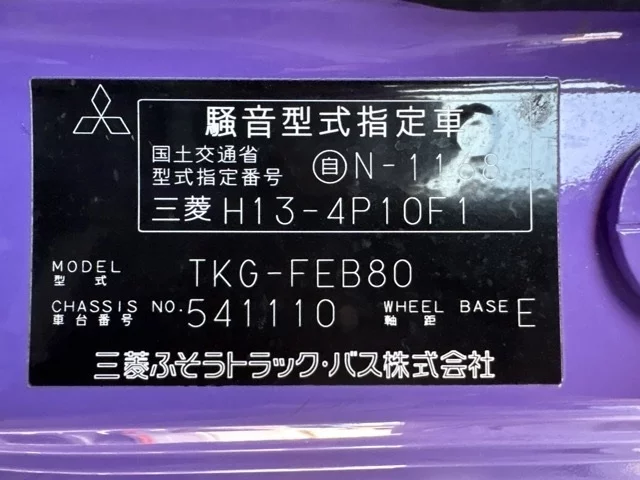 騒音型式指定車
国土交通省
型式指定番号 自N-1168
三菱 H13-4P10F1
MODEL 型式 TKG-FEB80
CHASSIS NO. 車台番号 541110 WHEEL BASE 軸距 E
三菱ふそうトラック・バス株式会社